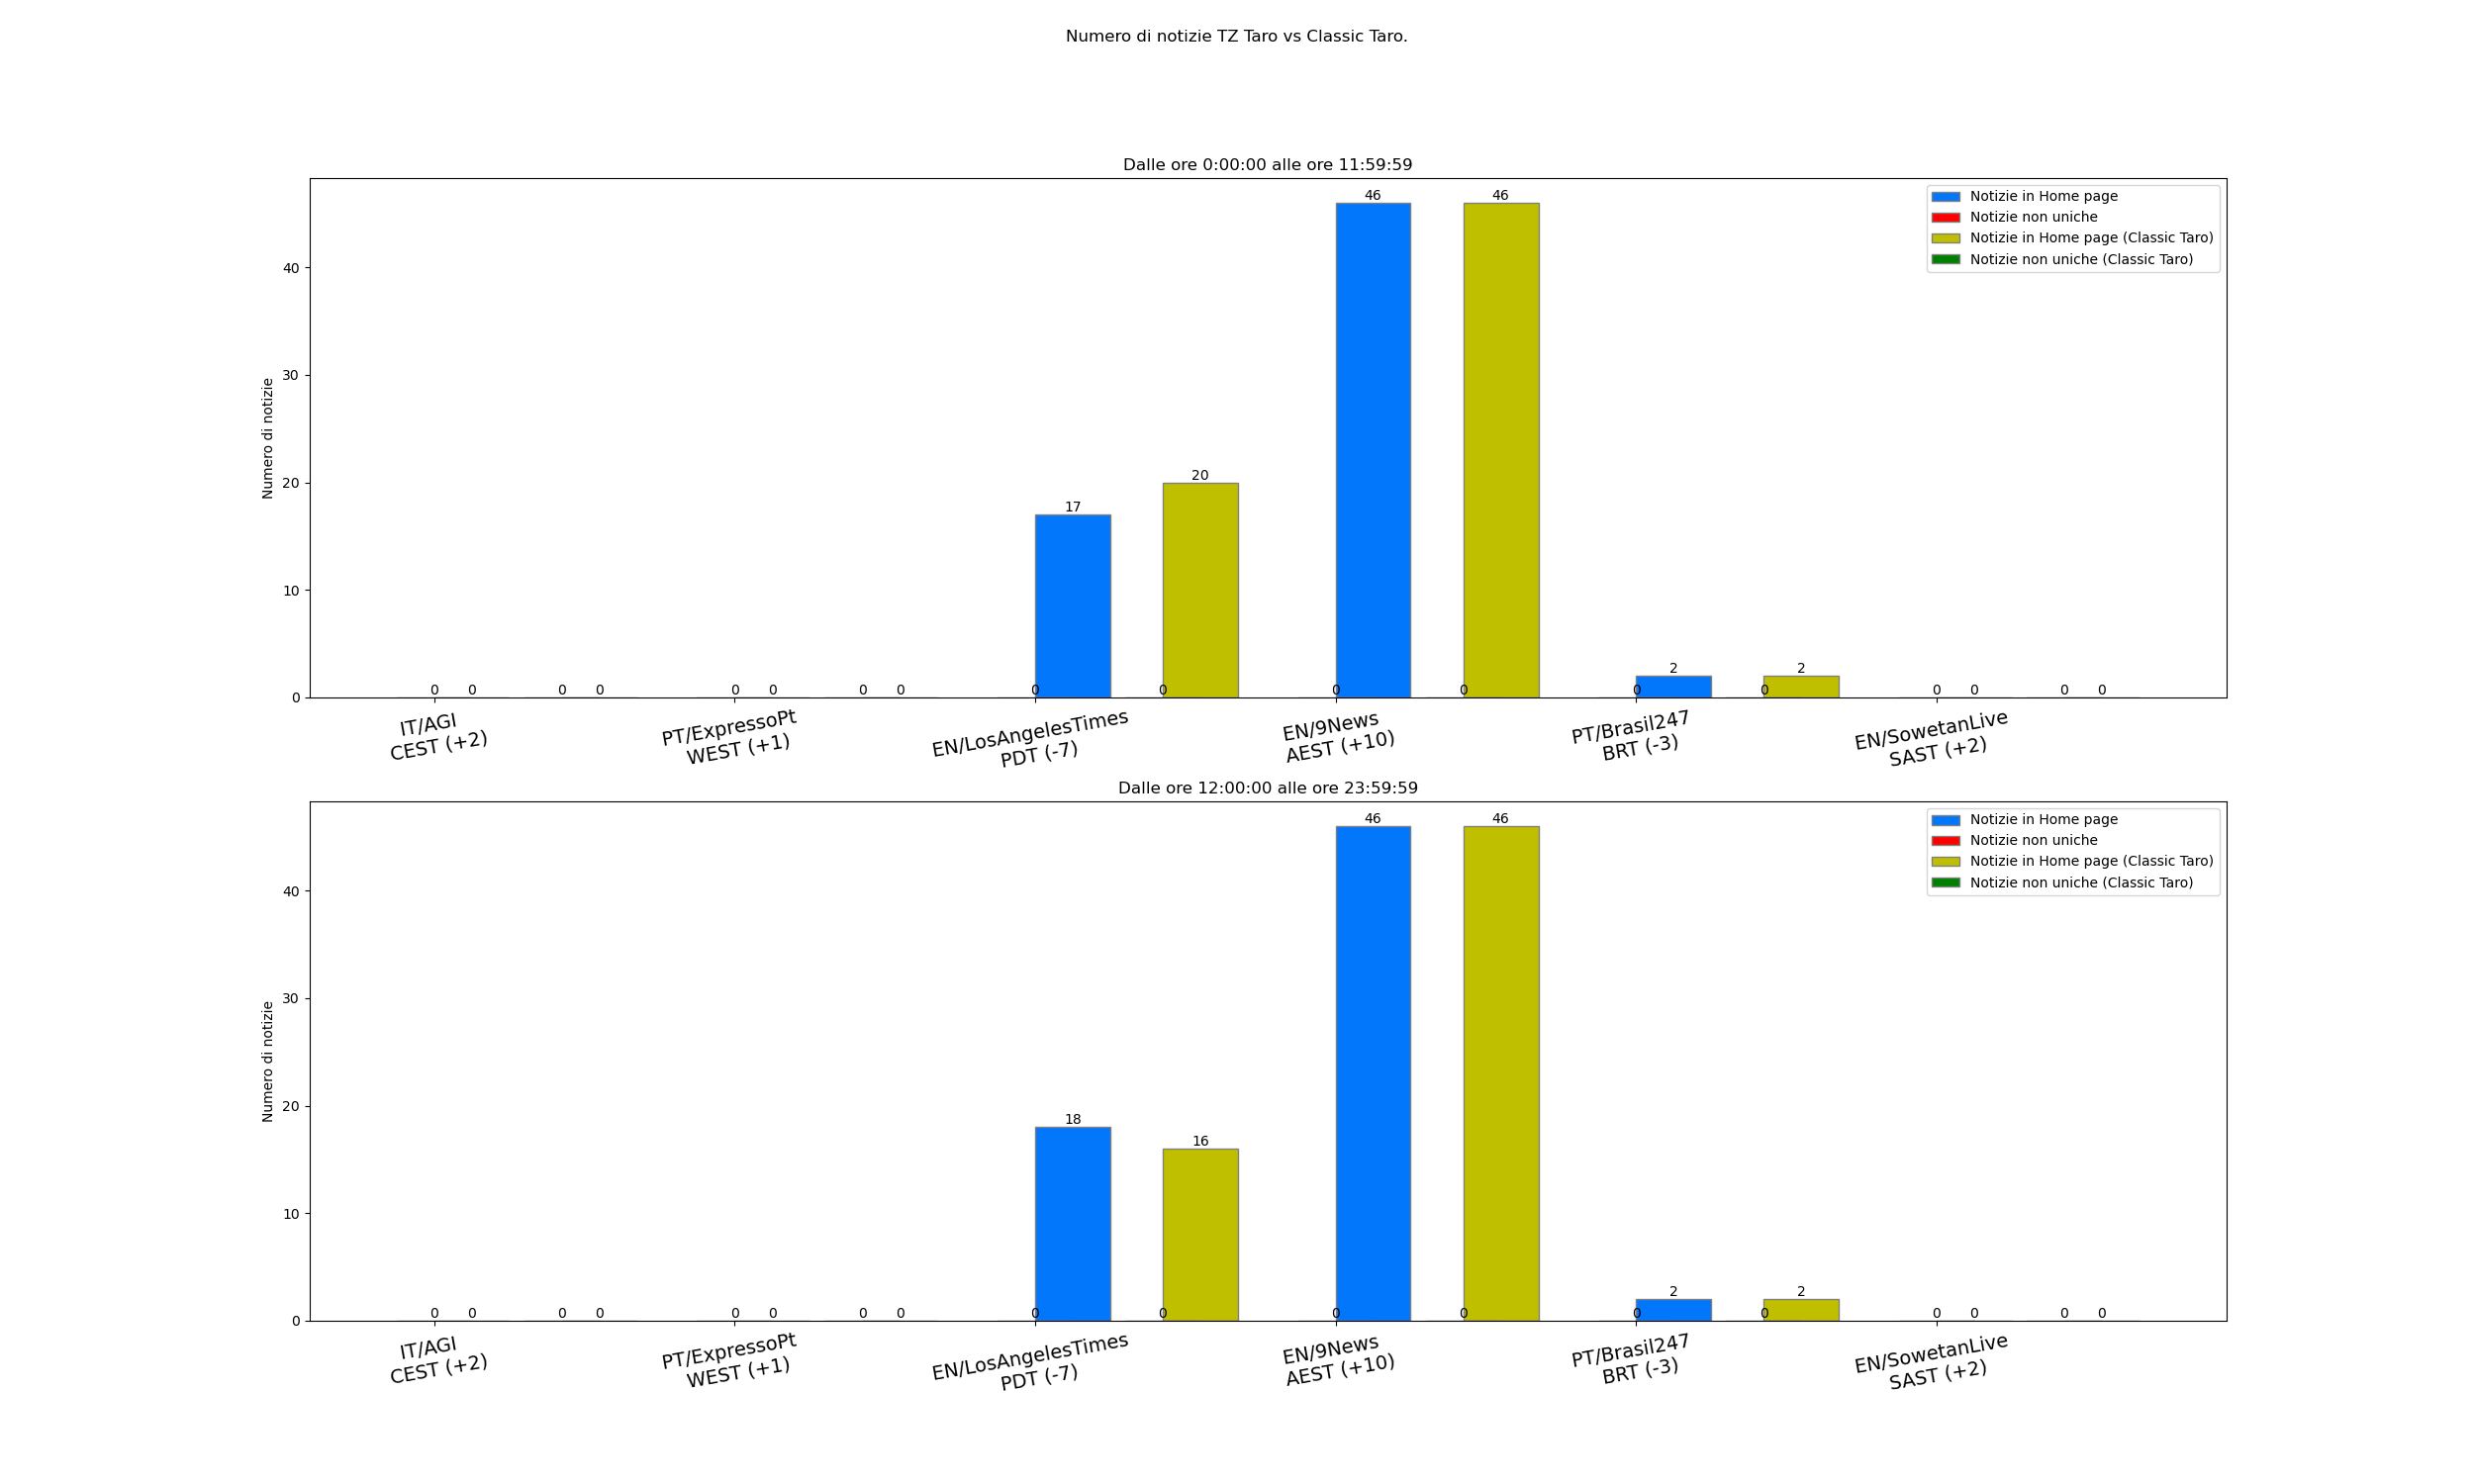 Numero di notizie TZ Taro vs Classic Taro.
Dalle ore 0:00:00 alle ore 11:59:59
Notizie in Home page
Notizie non uniche
Notizie in Home page (Classic Taro)
Notizie non uniche (Classic Taro)
Numero di notizie
40
30
20
10
0
0 0 0 0 0 0 0 0 0 17 0 20 0 46 0 46 0 2 0 2 0 0 0 0
IT/AGI
CEST (+2)
PT/ExpressoPt
WEST (+1)
EN/LosAngelesTimes
PDT (-7)
EN/9News
AEST (+10)
PT/Brasil247
BRT (-3)
EN/SowetanLive
SAST (+2)
Dalle ore 12:00:00 alle ore 23:59:59
Notizie in Home page
Notizie non uniche
Notizie in Home page (Classic Taro)
Notizie non uniche (Classic Taro)
Numero di notizie
40
30
20
10
0
0 0 0 0 0 0 0 0 0 18 0 16 0 46 0 46 0 2 0 2 0 0 0 0
IT/AGI
CEST (+2)
PT/ExpressoPt
WEST (+1)
EN/LosAngelesTimes
PDT (-7)
EN/9News
AEST (+10)
PT/Brasil247
BRT (-3)
EN/SowetanLive
SAST (+2)